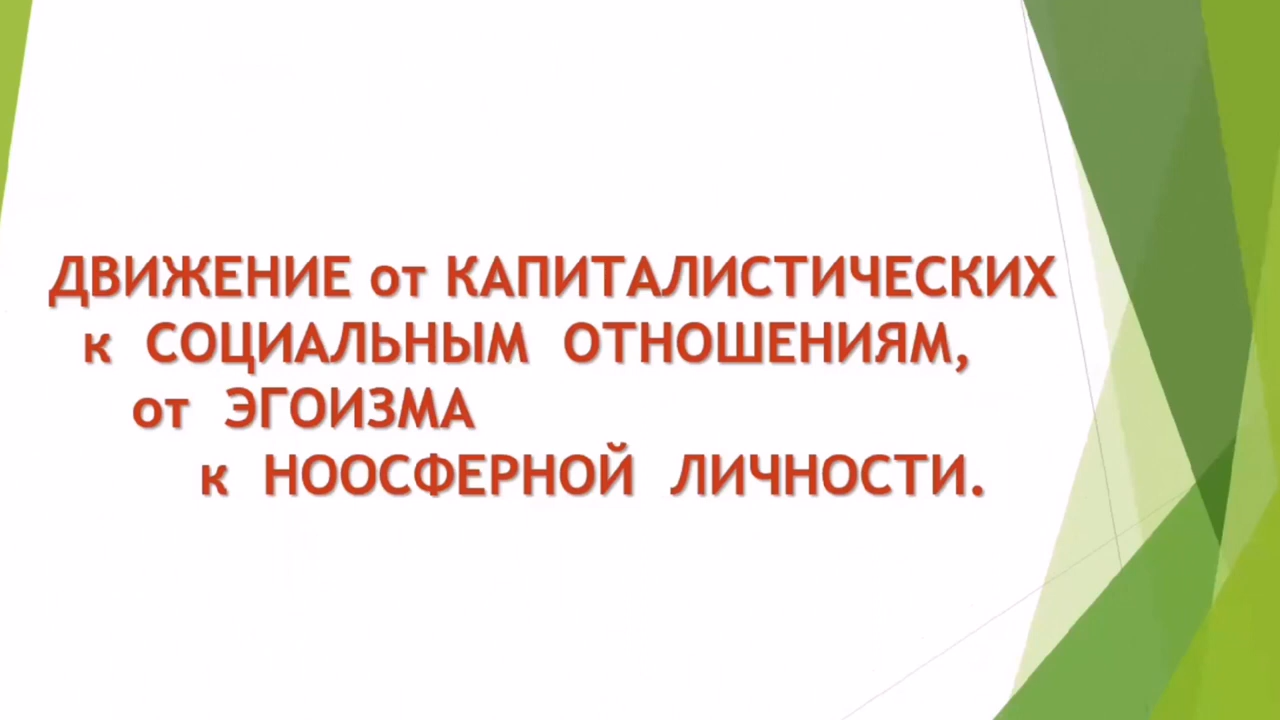 ДВИЖЕНИЕ от КАПИТАЛИСТИЧЕСКИХ
к СОЦИАЛЬНЫМ ОТНОШЕНИЯМ,
от ЭГОИЗМА
к НООСФЕРНОЙ ЛИЧНОСТИ.